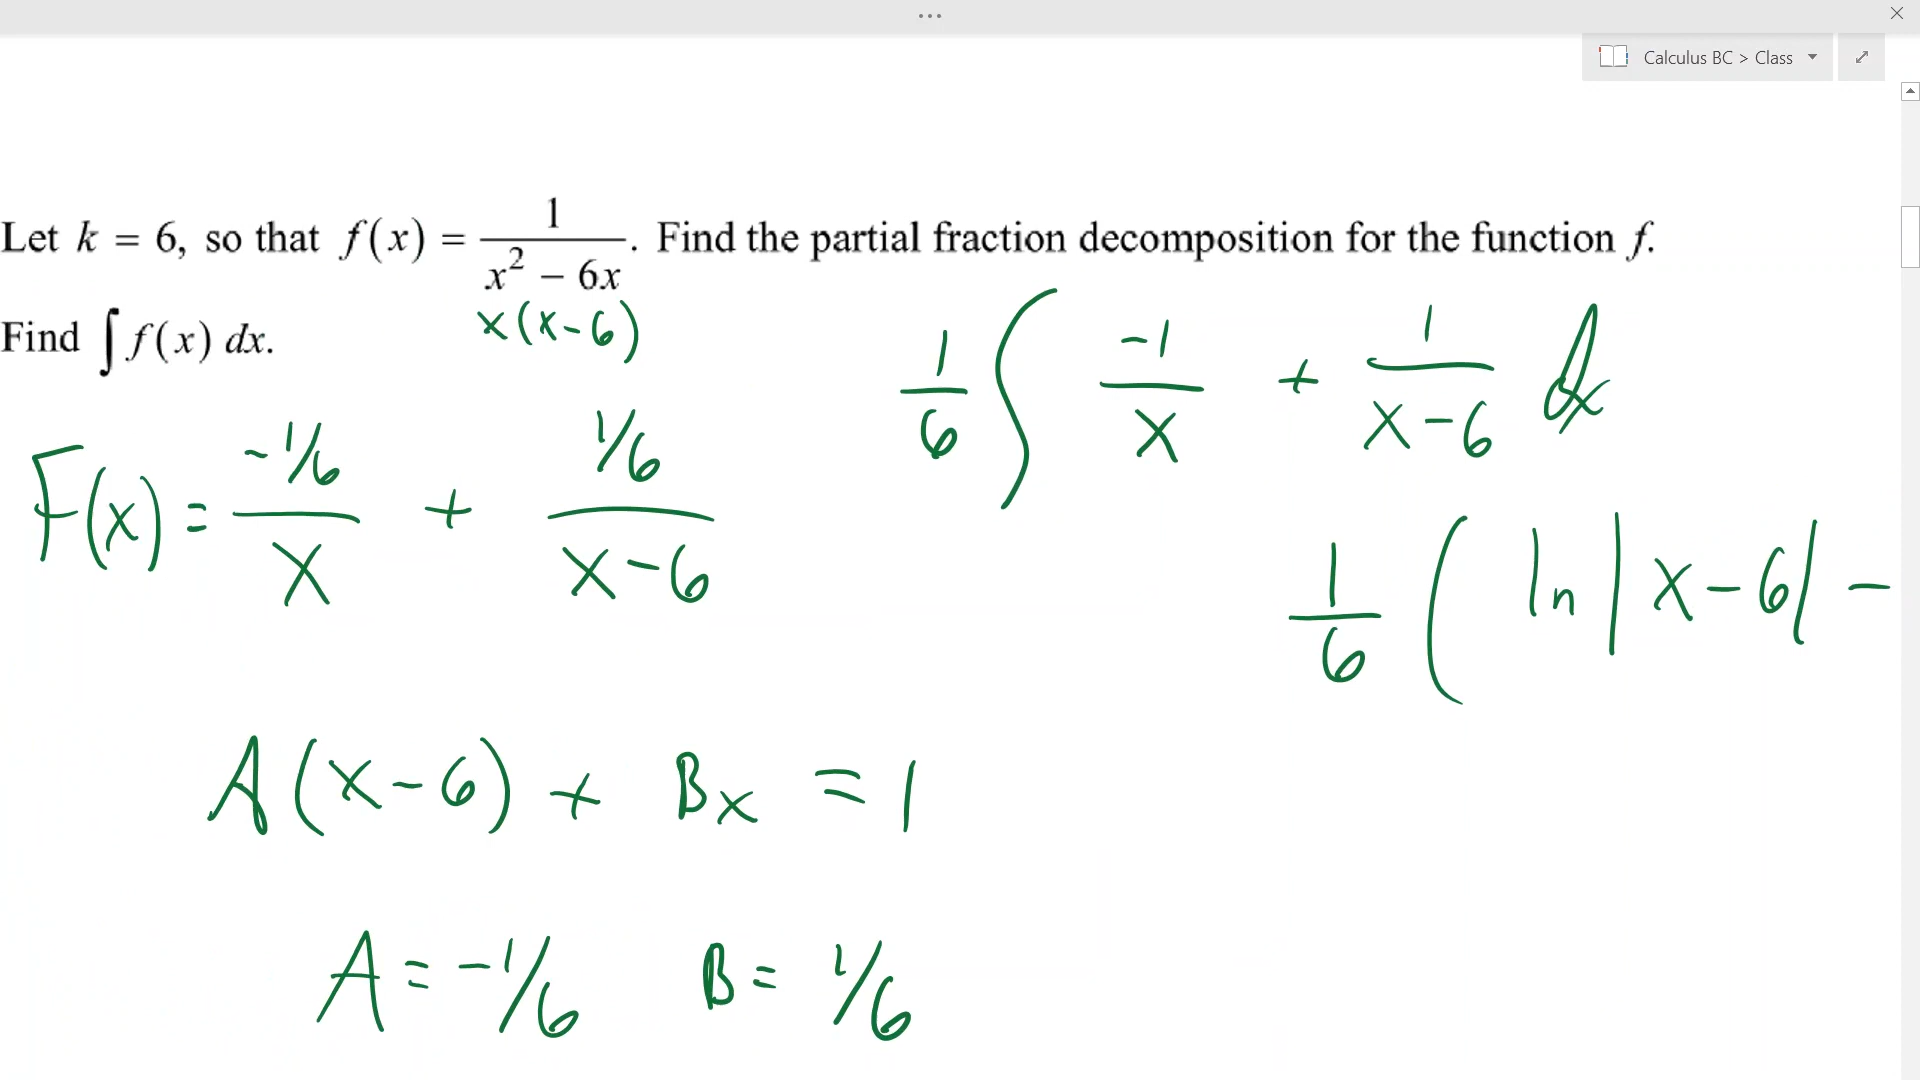 ...
Calculus BC > Class
Let k = 6, so that f(x) = 1/(x² − 6x). Find the partial fraction decomposition for the function f.
x(x-6)
Find ∫ f(x) dx.
1/6 ∫ -1/x + 1/(x-6) dx
F(x) = (-1/6)/x + (1/6)/(x-6)
1/6 ( ln|x-6| -
A(x-6) + Bx = 1
A = -1/6 B = 1/6